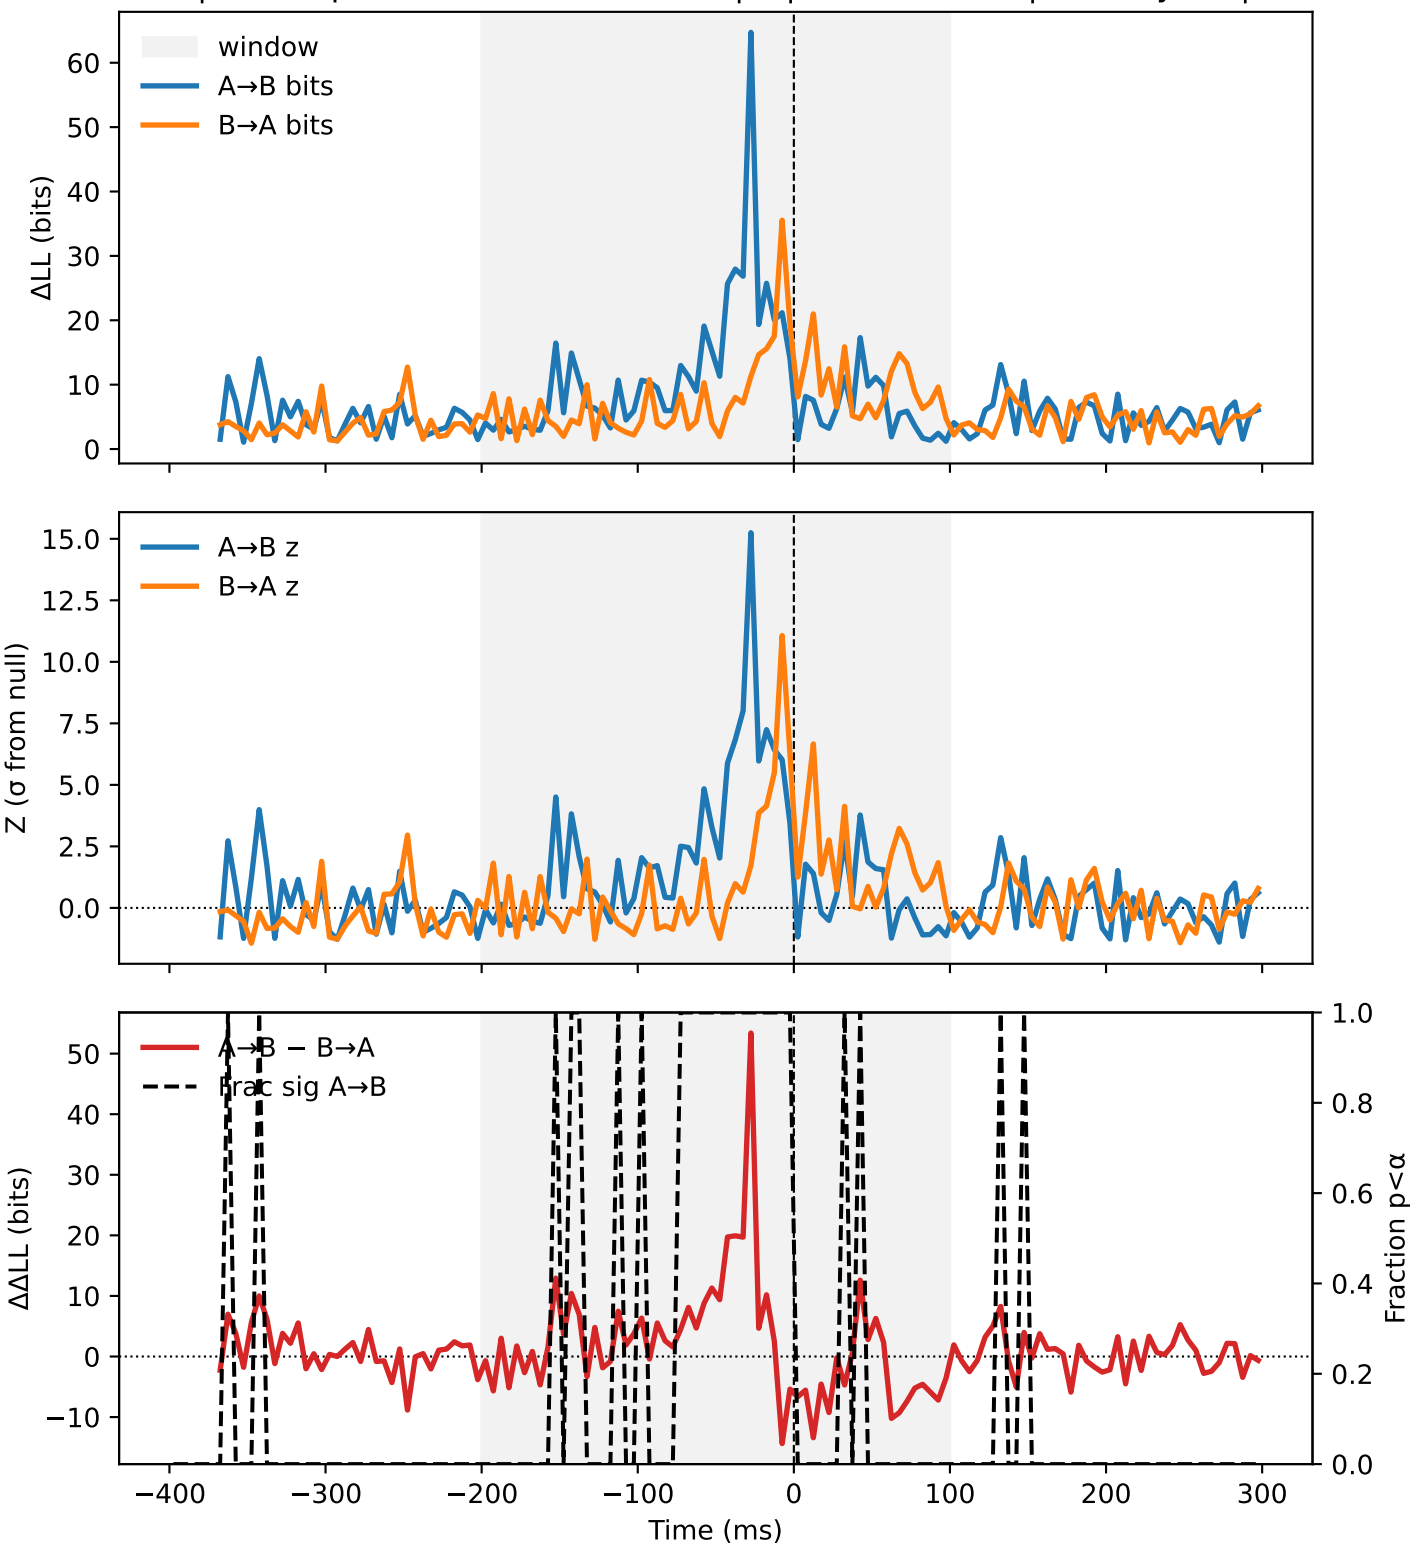 window
A→B bits
B→A bits
60
50
40
30
20
10
0
ΔLL (bits)
A→B z
B→A z
15.0
12.5
10.0
7.5
5.0
2.5
0.0
Z (σ from null)
A→B − B→A
Frac sig A→B
50
40
30
20
10
0
−10
ΔΔLL (bits)
1.0
0.8
0.6
0.4
0.2
0.0
Fraction p<α
−400 −300 −200 −100 0 100 200 300
Time (ms)